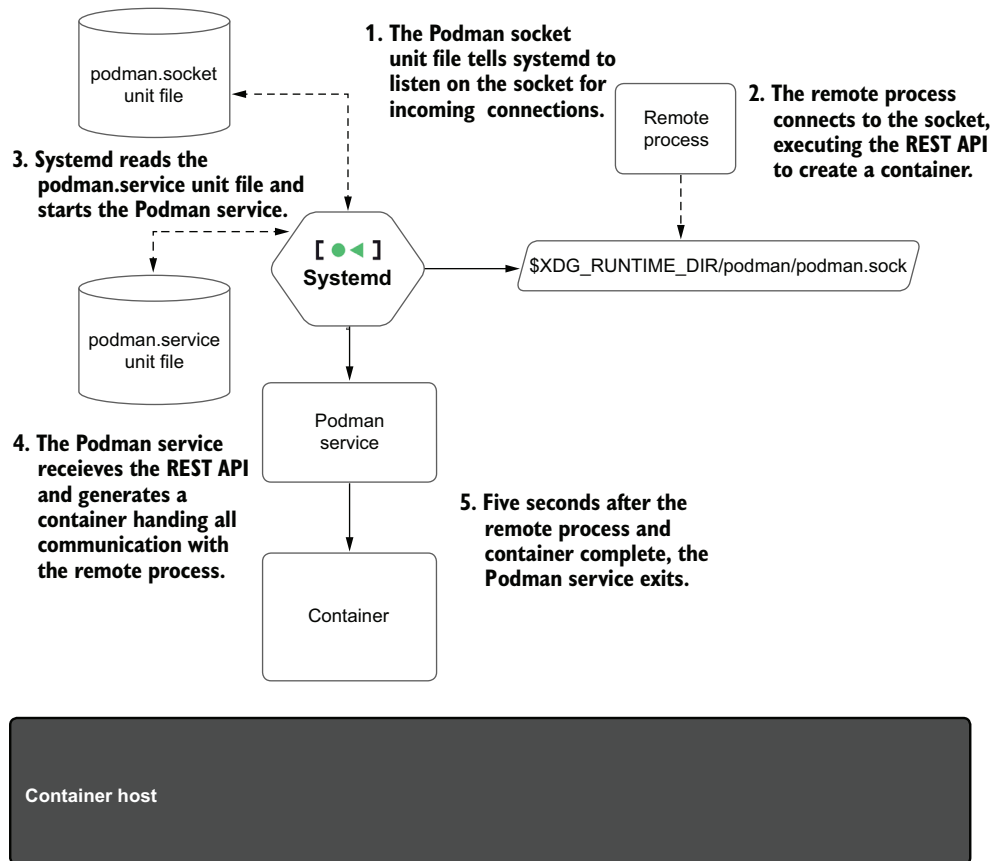 podman.socket
unit file
1. The Podman socket
unit file tells systemd to
listen on the socket for
incoming connections.
Remote
process
2. The remote process
connects to the socket,
executing the REST API
to create a container.
3. Systemd reads the
podman.service unit file and
starts the Podman service.
Systemd
$XDG_RUNTIME_DIR/podman/podman.sock
podman.service
unit file
Podman
service
4. The Podman service
receieves the REST API
and generates a
container handing all
communication with
the remote process.
5. Five seconds after the
remote process and
container complete, the
Podman service exits.
Container
Container host